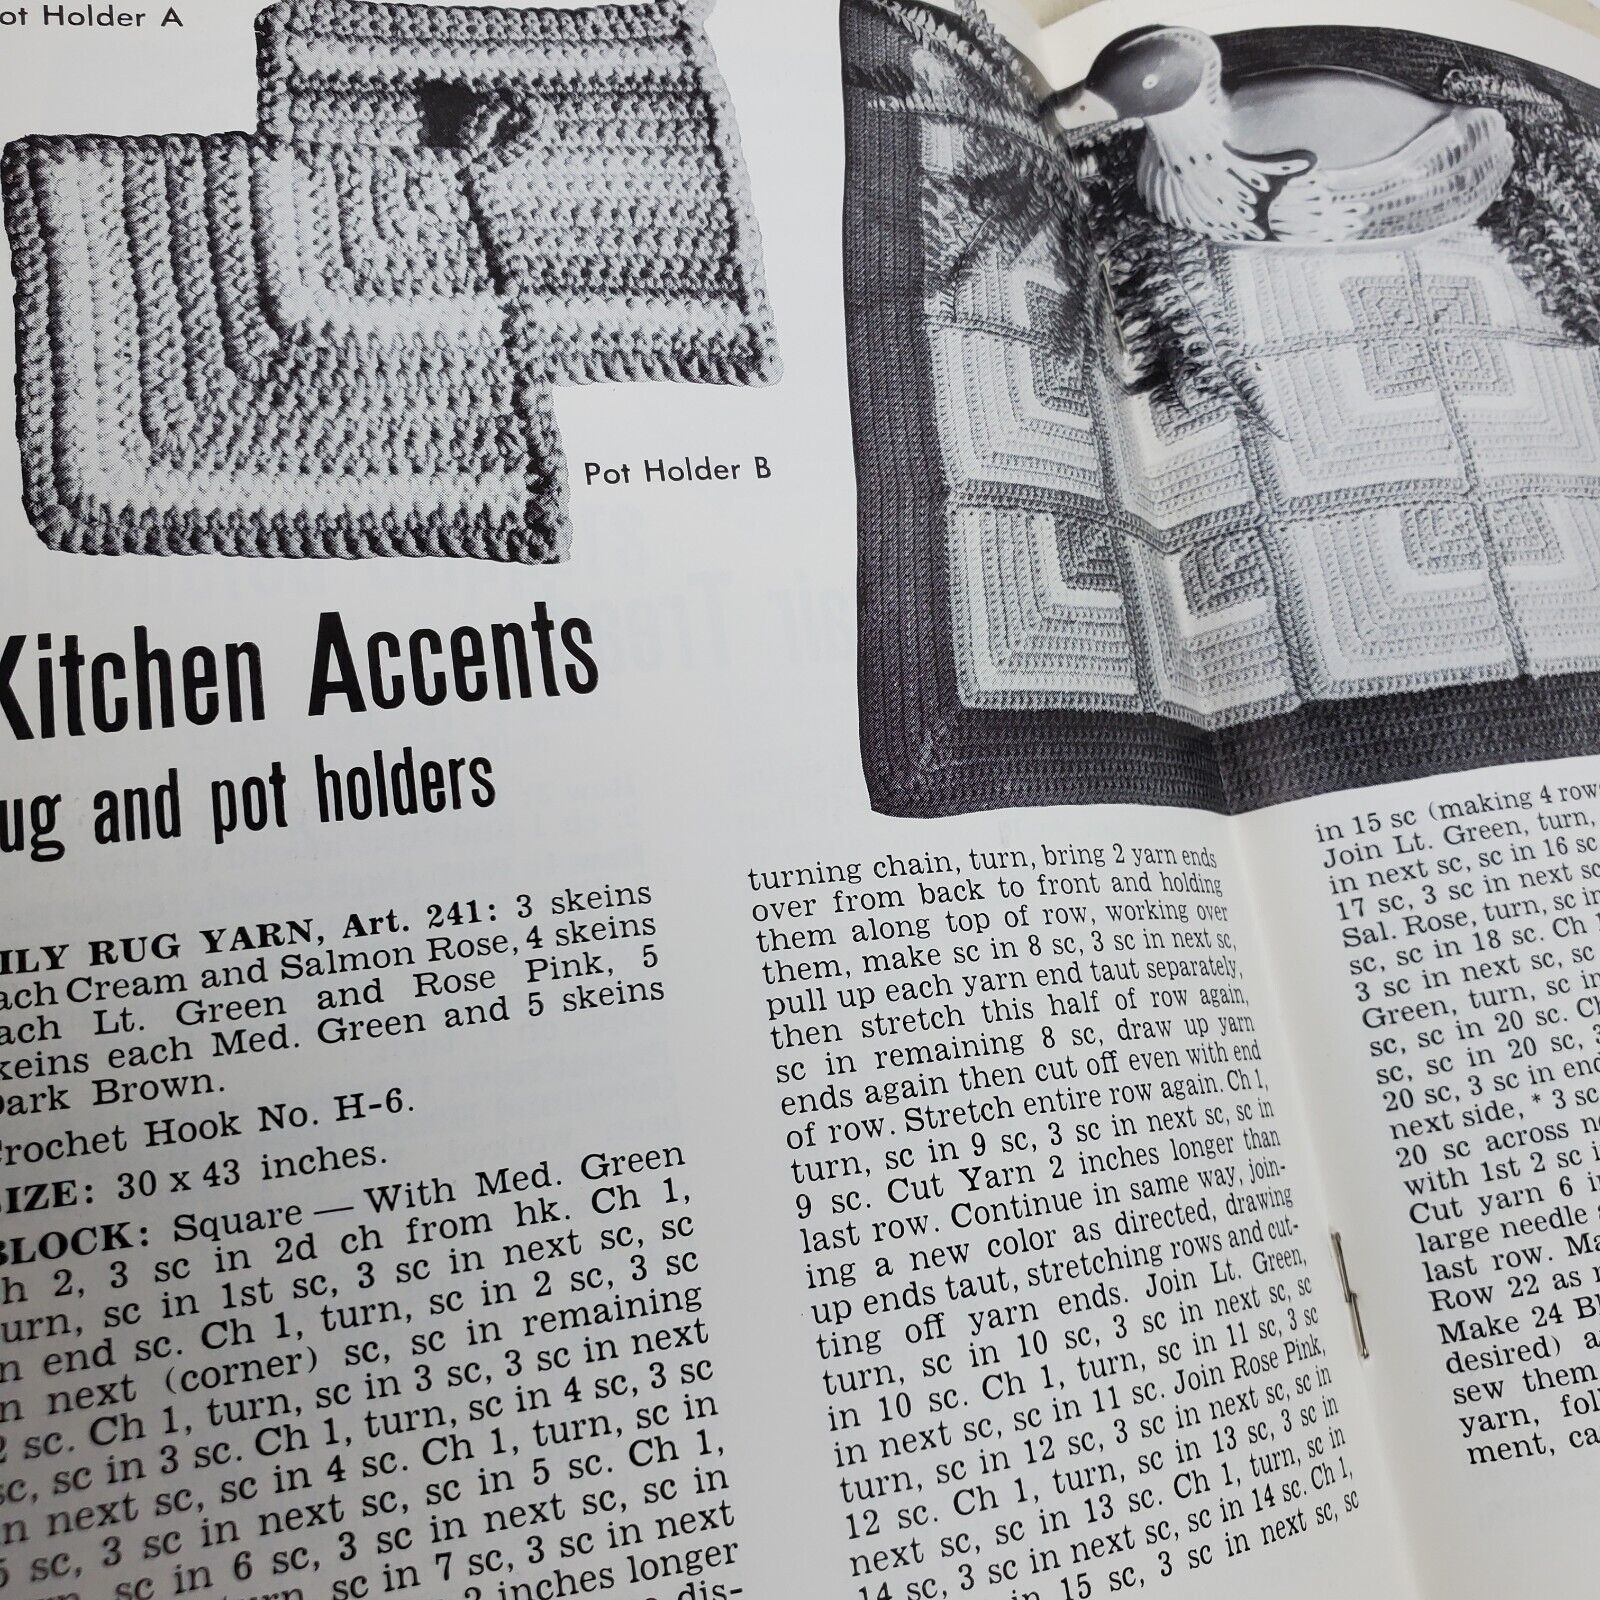 ot Holder A
Pot Holder B
Kitchen Accents
ug and pot holders
ILY RUG YARN, Art. 241: 3 skeins
ach Cream and Salmon Rose, 4 skeins
ach Lt. Green and Rose Pink, 5
keins each Med. Green and 5 skeins
Dark Brown.
rochet Hook No. H-6.
SIZE: 30 x 43 inches.
BLOCK: Square — With Med. Green
h 2, 3 sc in 2d ch from hk. Ch 1,
urn, sc in 1st sc, 3 sc in next sc, sc
n end sc. Ch 1, turn, sc in 2 sc, 3 sc
n next (corner) sc, sc in remaining
2 sc. Ch 1, turn, sc in 3 sc, 3 sc in next
sc, sc in 3 sc. Ch 1, turn, sc in 4 sc, 3 sc
n next sc, sc in 4 sc. Ch 1, turn, sc in
5 sc, 3 sc in next sc, sc in 5 sc. Ch 1,
urn, sc in 6 sc, 3 sc in next sc, sc in
turn, sc in 7 sc, 3 sc in next
2 inches longer
dis-
turning chain, turn, bring 2 yarn ends
over from back to front and holding
them along top of row, working over
them, make sc in 8 sc, 3 sc in next sc,
pull up each yarn end taut separately,
then stretch this half of row again,
sc in remaining 8 sc, draw up yarn
ends again then cut off even with end
of row. Stretch entire row again. Ch 1,
turn, sc in 9 sc, 3 sc in next sc, sc in
9 sc. Cut Yarn 2 inches longer than
last row. Continue in same way, join-
ing a new color as directed, drawing
up ends taut, stretching rows and cut-
ting off yarn ends. Join Lt. Green,
turn, sc in 10 sc, 3 sc in next sc, sc
in 10 sc. Ch 1, turn, sc in 11 sc, 3 sc
in next sc, sc in 11 sc. Join Rose Pink,
turn, sc in 12 sc, 3 sc in next sc, sc in
12 sc. Ch 1, turn, sc in 13 sc, 3 sc in
next sc, sc in 13 sc. Ch 1, turn, sc in
14 sc, 3 sc in next sc, sc in 14 sc. Ch 1,
in 15 sc, 3 sc in next sc, sc
in 15 sc (making 4 rows
Join Lt. Green, turn,
in next sc, sc in 16 sc
17 sc, 3 sc in next sc
Sal. Rose, turn, sc in
sc, sc in 18 sc. Ch 1
3 sc in next sc, sc
Green, turn, sc in
sc, sc in 20 sc. Ch
sc, sc in 20 sc, 3
20 sc, 3 sc in end
next side, * 3 sc
20 sc across ne
with 1st 2 sc i
Cut yarn 6 in
large needle
last row. Ma
Row 22 as
Make 24 Bl
desired) a
sew them
yarn, fol
ment, ca